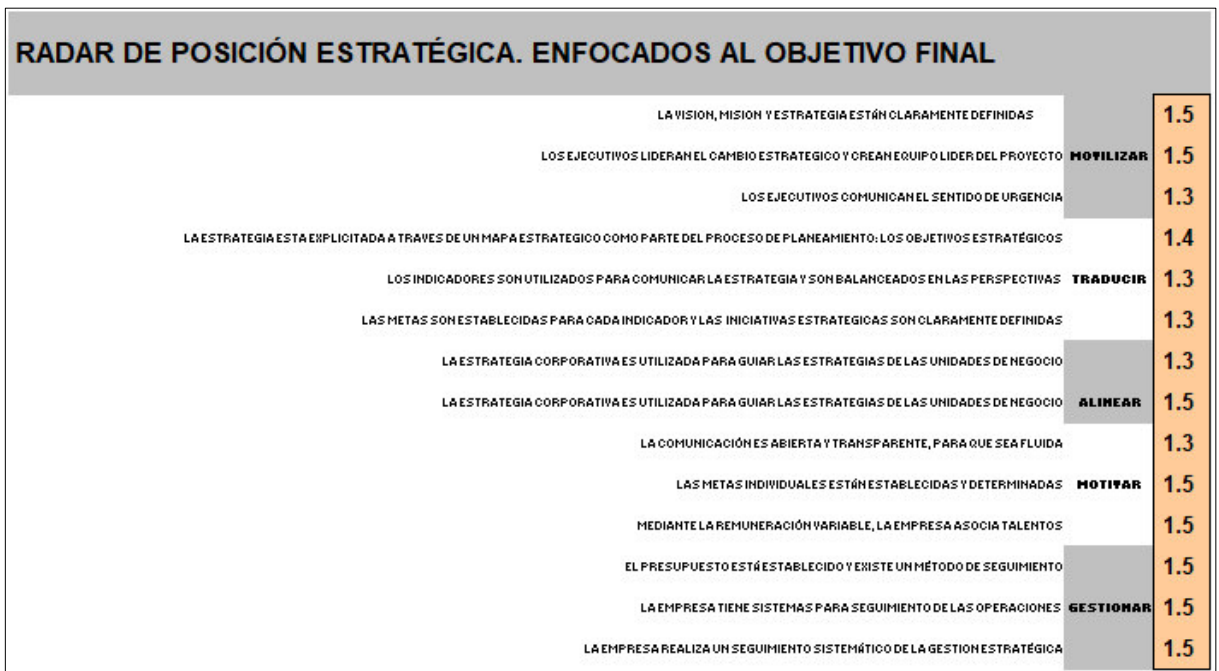 RADAR DE POSICIÓN ESTRATÉGICA. ENFOCADOS AL OBJETIVO FINAL
LA VISION, MISION Y ESTRATEGIA ESTÁN CLARAMENTE DEFINIDAS 1.5
LOS EJECUTIVOS LIDERAN EL CAMBIO ESTRATEGICO Y CREAN EQUIPO LIDER DEL PROYECTO MOVILIZAR 1.5
LOS EJECUTIVOS COMUNICAN EL SENTIDO DE URGENCIA 1.3
LA ESTRATEGIA ESTA EXPLICITADA A TRAVES DE UN MAPA ESTRATEGICO COMO PARTE DEL PROCESO DE PLANEAMIENTO: LOS OBJETIVOS ESTRATÉGICOS 1.4
LOS INDICADORES SON UTILIZADOS PARA COMUNICAR LA ESTRATEGIA Y SON BALANCEADOS EN LAS PERSPECTIVAS TRADUCIR 1.3
LAS METAS SON ESTABLECIDAS PARA CADA INDICADOR Y LAS INICIATIVAS ESTRATEGICAS SON CLARAMENTE DEFINIDAS 1.3
LA ESTRATEGIA CORPORATIVA ES UTILIZADA PARA GUIAR LAS ESTRATEGIAS DE LAS UNIDADES DE NEGOCIO 1.3
LA ESTRATEGIA CORPORATIVA ES UTILIZADA PARA GUIAR LAS ESTRATEGIAS DE LAS UNIDADES DE NEGOCIO ALINEAR 1.5
LA COMUNICACIÓN ES ABIERTA Y TRANSPARENTE, PARA QUE SEA FLUIDA 1.3
LAS METAS INDIVIDUALES ESTÁN ESTABLECIDAS Y DETERMINADAS MOTIVAR 1.5
MEDIANTE LA REMUNERACIÓN VARIABLE, LA EMPRESA ASOCIA TALENTOS 1.5
EL PRESUPUESTO ESTÁ ESTABLECIDO Y EXISTE UN MÉTODO DE SEGUIMIENTO 1.5
LA EMPRESA TIENE SISTEMAS PARA SEGUIMIENTO DE LAS OPERACIONES GESTIONAR 1.5
LA EMPRESA REALIZA UN SEGUIMIENTO SISTEMÁTICO DE LA GESTION ESTRATÉGICA 1.5